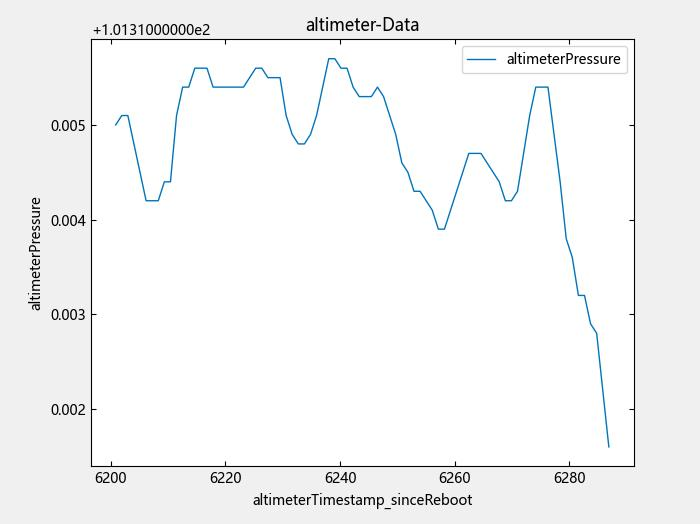 altimeter-Data
+1.0131000000e2
altimeterPressure
0.005
0.004
0.003
0.002
altimeterPressure
6200 6220 6240 6260 6280
altimeterTimestamp_sinceReboot